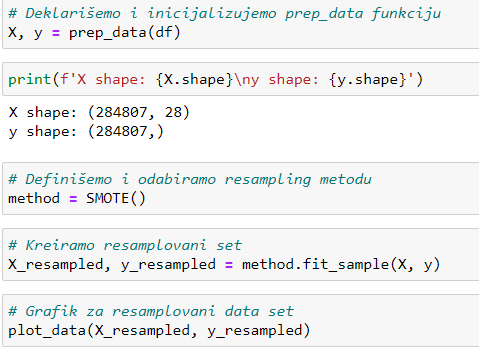 # Deklarišemo i inicijalizujemo prep_data funkciju
X, y = prep_data(df)
print(f'X shape: {X.shape}\ny shape: {y.shape}')
X shape: (284807, 28)
y shape: (284807,)
# Definišemo i odabiramo resampling metodu
method = SMOTE()
# Kreiramo resamplovani set
X_resampled, y_resampled = method.fit_sample(X, y)
# Grafik za resamplovani data set
plot_data(X_resampled, y_resampled)